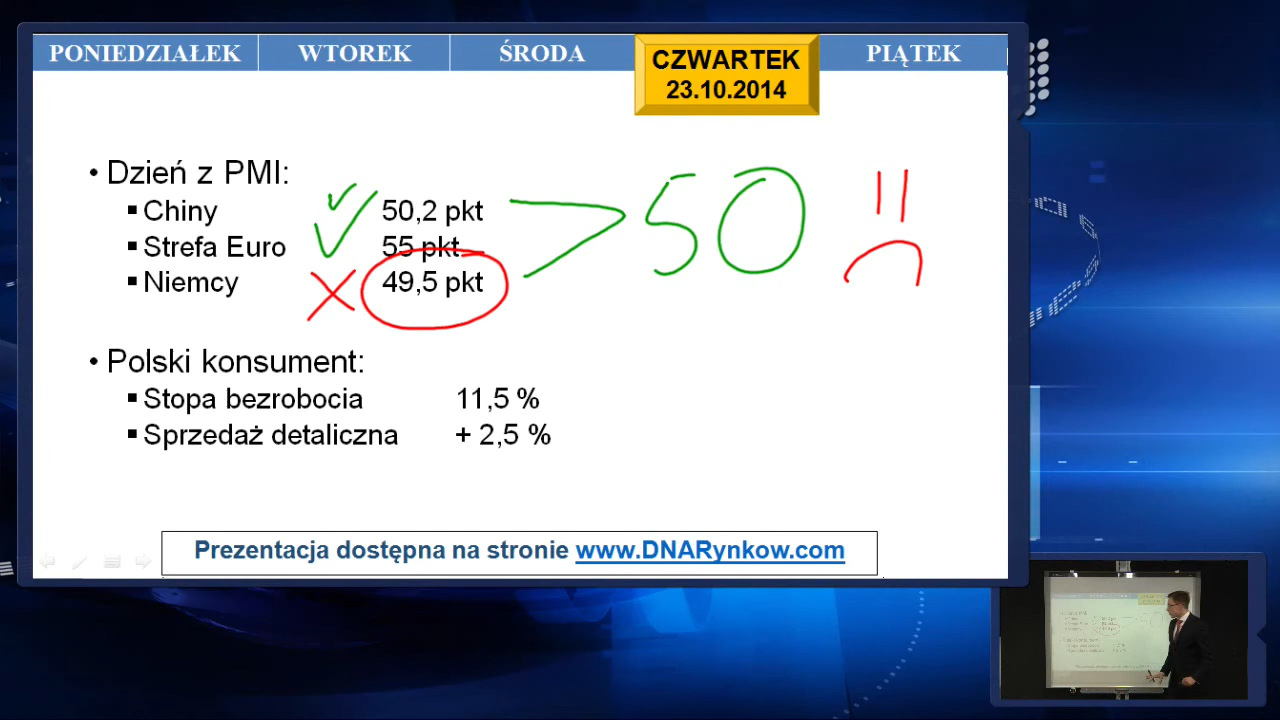 PONIEDZIAŁEK WTOREK ŚRODA CZWARTEK PIĄTEK
23.10.2014
• Dzień z PMI:
▪ Chiny 50,2 pkt
▪ Strefa Euro 55 pkt
▪ Niemcy 49,5 pkt
> 50
• Polski konsument:
▪ Stopa bezrobocia 11,5 %
▪ Sprzedaż detaliczna + 2,5 %
Prezentacja dostępna na stronie www.DNARynkow.com